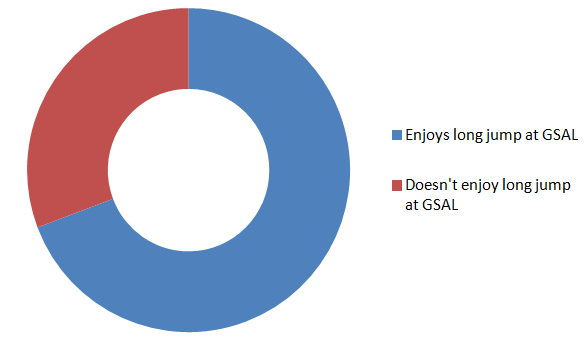 Enjoys long jump at GSAL
Doesn't enjoy long jump
at GSAL